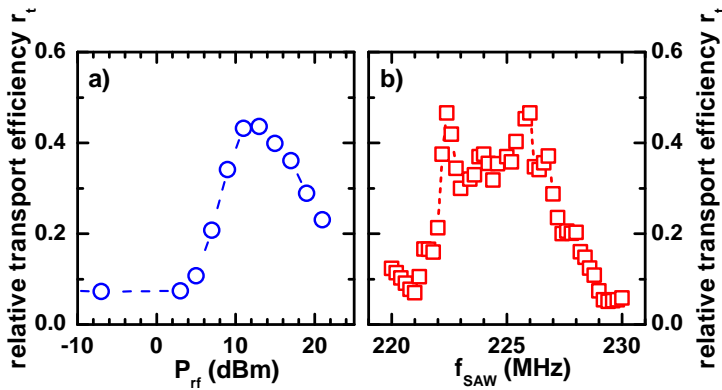 relative transport efficiency r_t
0.6
0.4
0.2
0.0
a)
-10 0 10 20
P_rf (dBm)
b)
220 225 230
f_SAW (MHz)
0.6
0.4
0.2
0.0
relative transport efficiency r_t